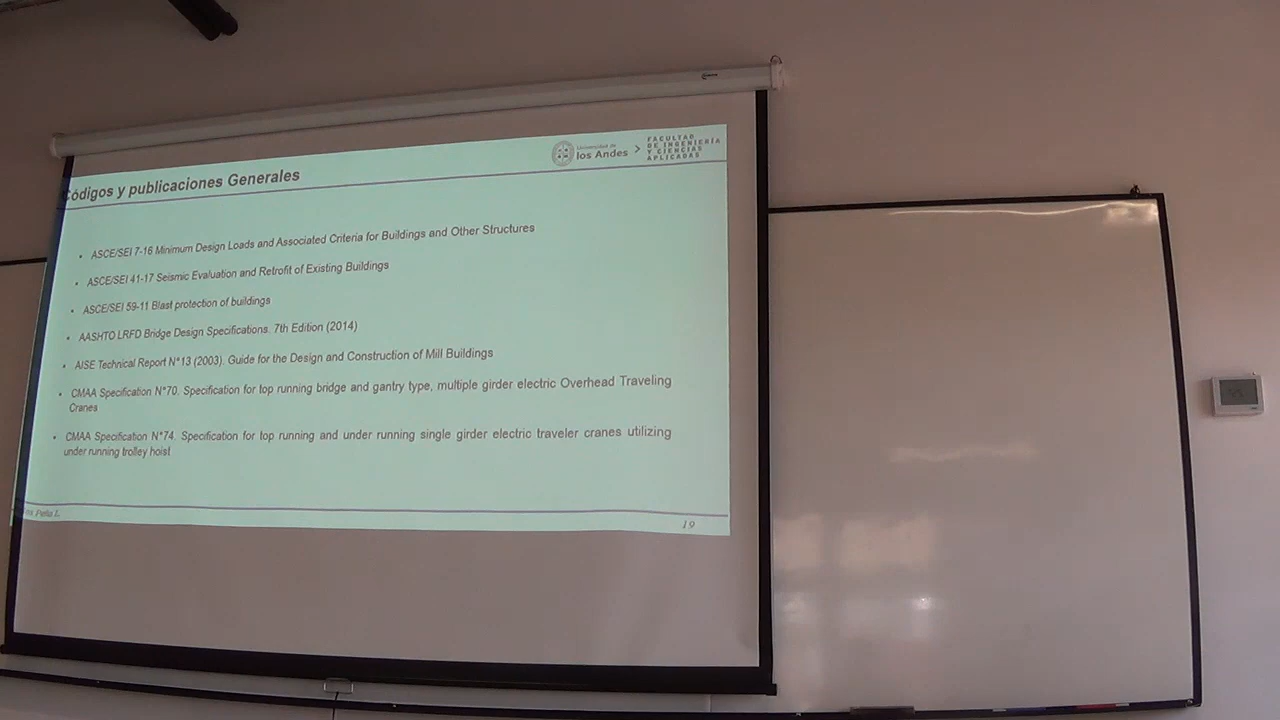 Universidad de
los Andes
FACULTAD
DE INGENIERÍA
Y CIENCIAS
APLICADAS
Códigos y publicaciones Generales
• ASCE/SEI 7-16 Minimum Design Loads and Associated Criteria for Buildings and Other Structures
• ASCE/SEI 41-17 Seismic Evaluation and Retrofit of Existing Buildings
• ASCE/SEI 59-11 Blast protection of buildings
• AASHTO LRFD Bridge Design Specifications. 7th Edition (2014)
• AISE Technical Report N°13 (2003). Guide for the Design and Construction of Mill Buildings
• CMAA Specification N°70. Specification for top running bridge and gantry type, multiple girder electric Overhead Traveling
Cranes
• CMAA Specification N°74. Specification for top running and under running single girder electric traveler cranes utilizing
under running trolley hoist
Peña L.
19